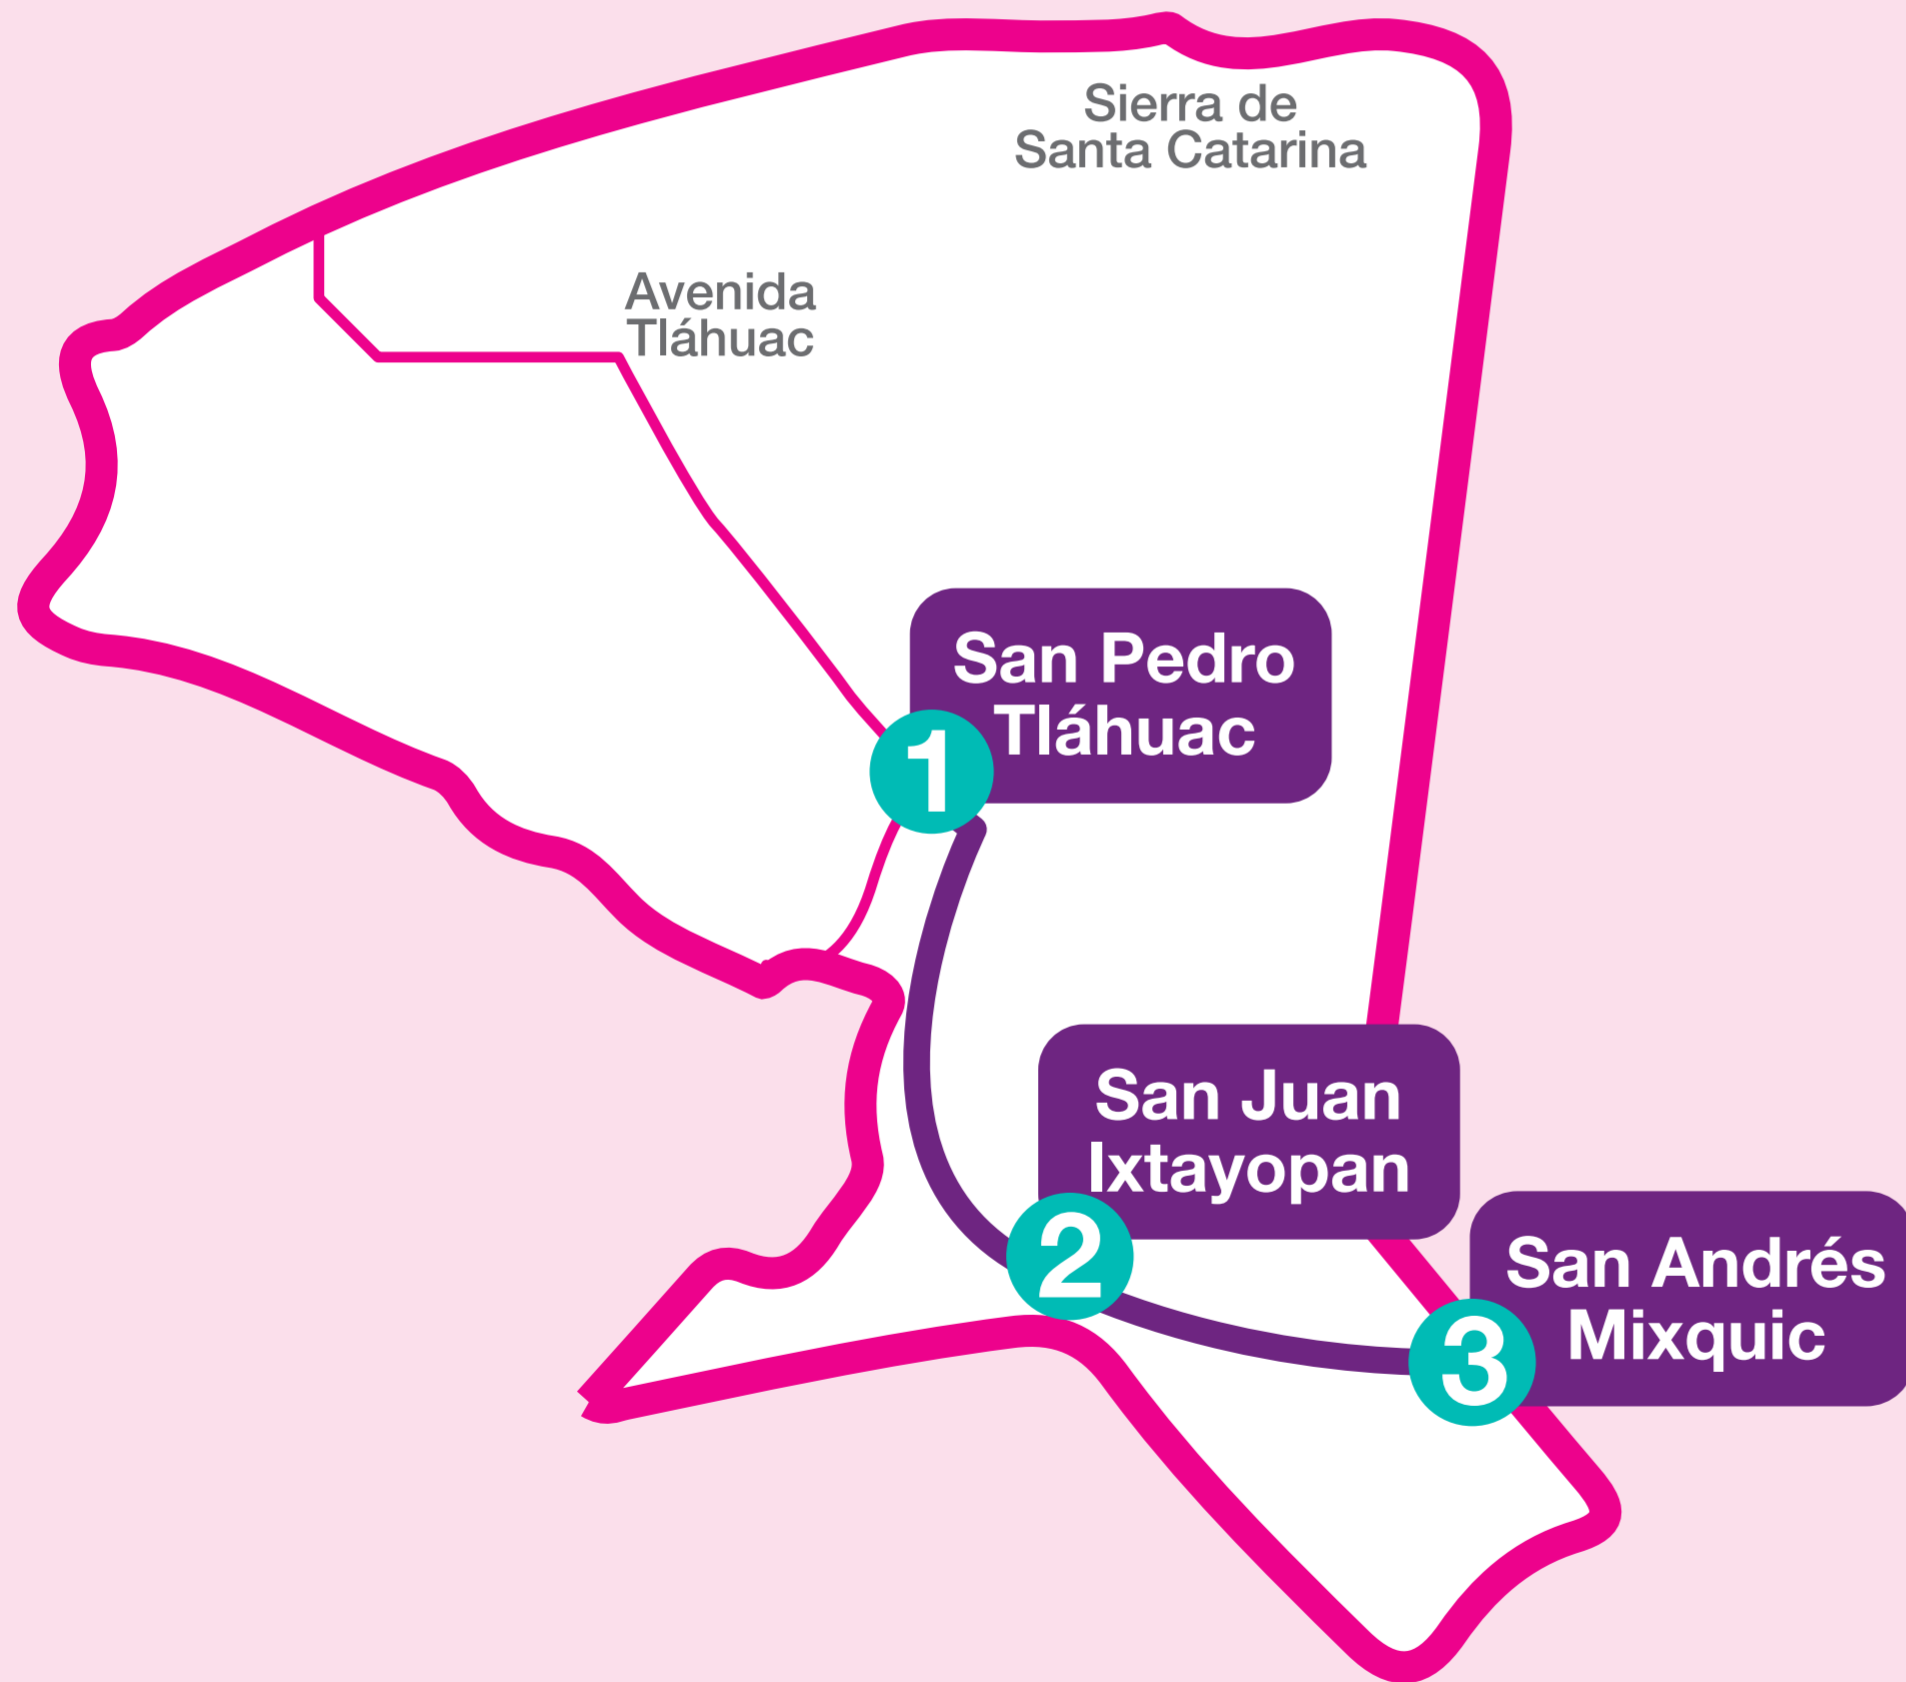 Sierra de
Santa Catarina
Avenida
Tláhuac
San Pedro
Tláhuac
1
San Juan
Ixtayopan
2
San Andrés
Mixquic
3